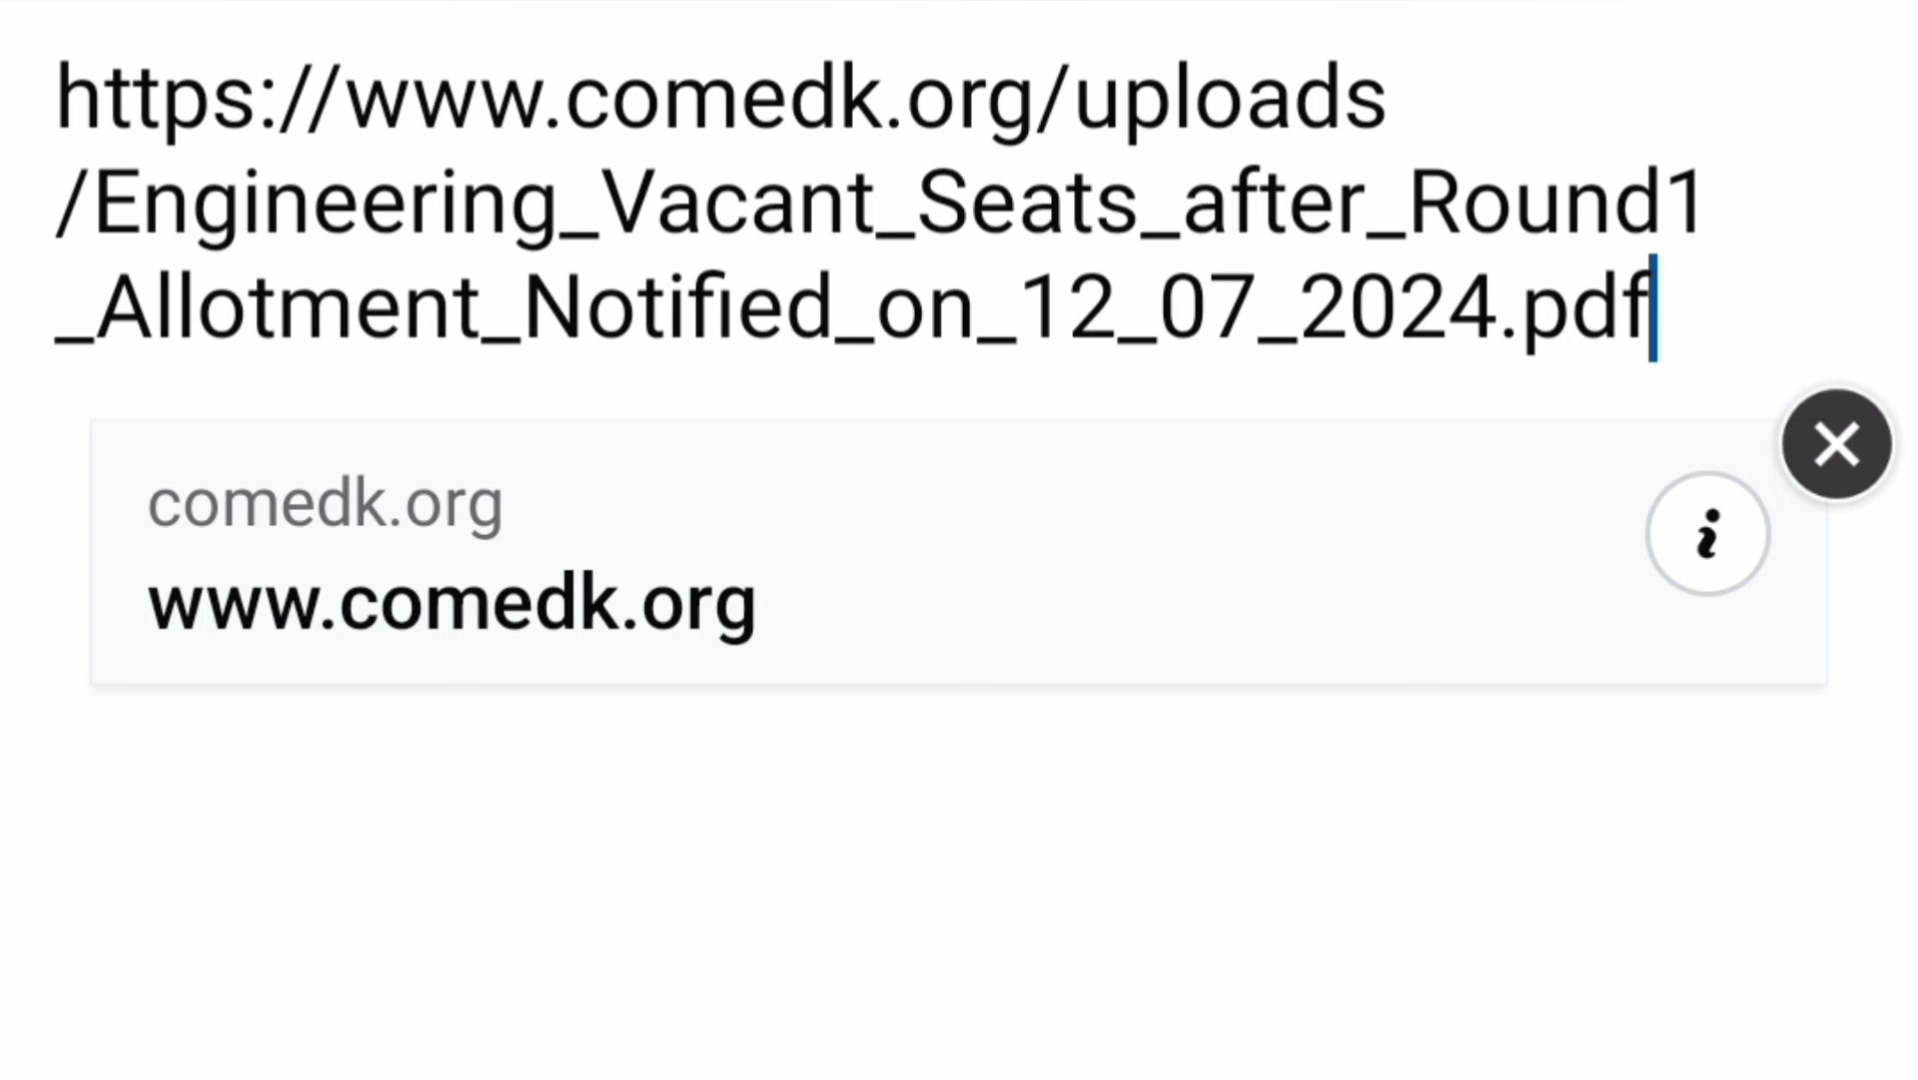 https://www.comedk.org/uploads
/Engineering_Vacant_Seats_after_Round1
_Allotment_Notified_on_12_07_2024.pdf
comedk.org
www.comedk.org